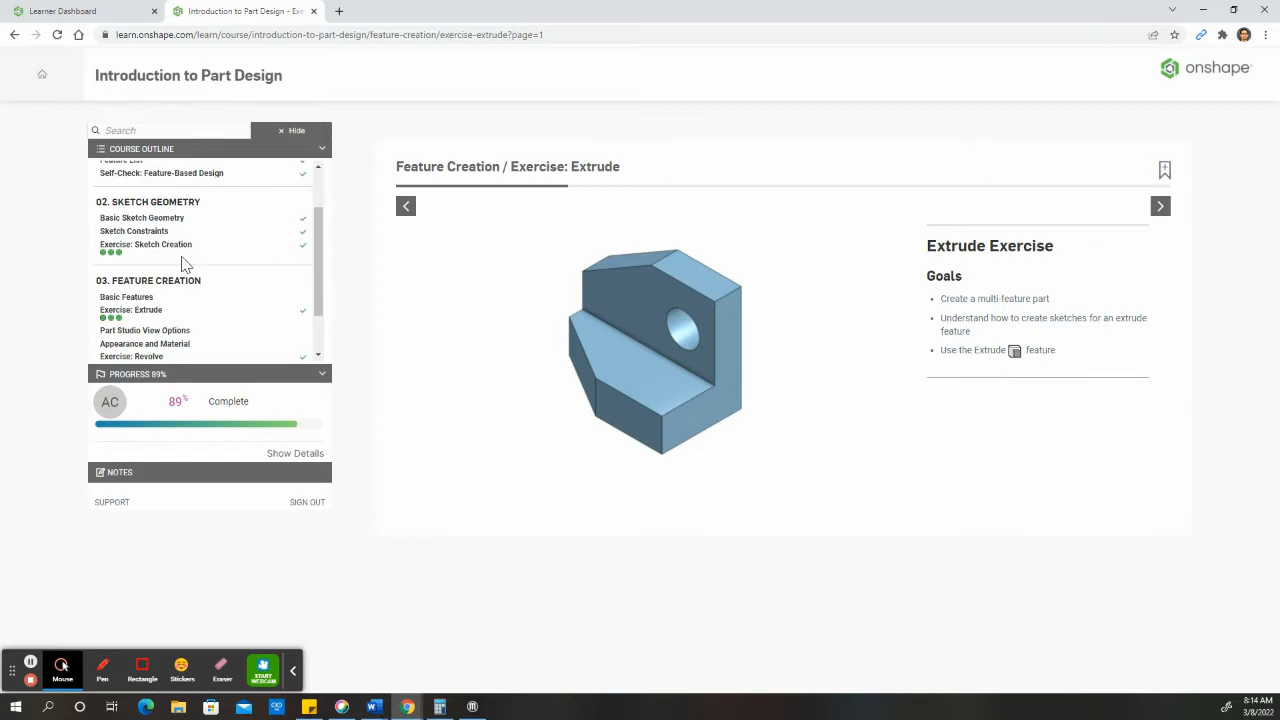 Learner Dashboard
Introduction to Part Design - Exe
learn.onshape.com/learn/course/introduction-to-part-design/feature-creation/exercise-extrude?page=1
Introduction to Part Design
onshape
Search
× Hide
COURSE OUTLINE
Feature List
Self-Check: Feature-Based Design
02. SKETCH GEOMETRY
Basic Sketch Geometry
Sketch Constraints
Exercise: Sketch Creation
03. FEATURE CREATION
Basic Features
Exercise: Extrude
Part Studio View Options
Appearance and Material
Exercise: Revolve
PROGRESS 89%
AC
89%
Complete
Show Details
NOTES
SUPPORT
SIGN OUT
Feature Creation / Exercise: Extrude
Extrude Exercise
Goals
• Create a multi-feature part
• Understand how to create sketches for an extrude
feature
• Use the Extrude feature
Mouse
Pen
Rectangle
Stickers
Eraser
START
WEBCAM
8:14 AM
3/8/2022